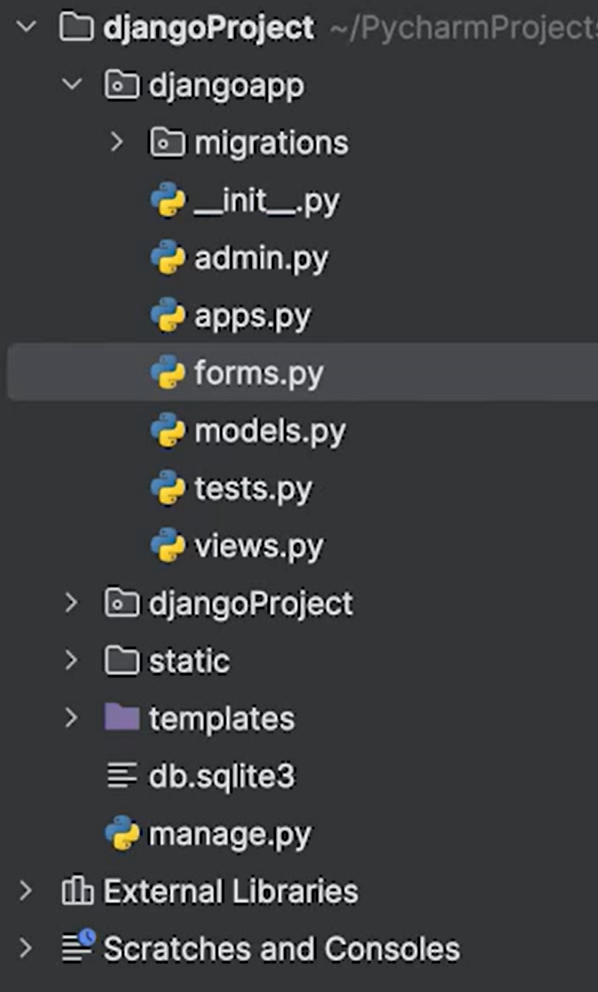 djangoProject ~/PycharmProjects
djangoapp
migrations
__init__.py
admin.py
apps.py
forms.py
models.py
tests.py
views.py
djangoProject
static
templates
db.sqlite3
manage.py
External Libraries
Scratches and Consoles